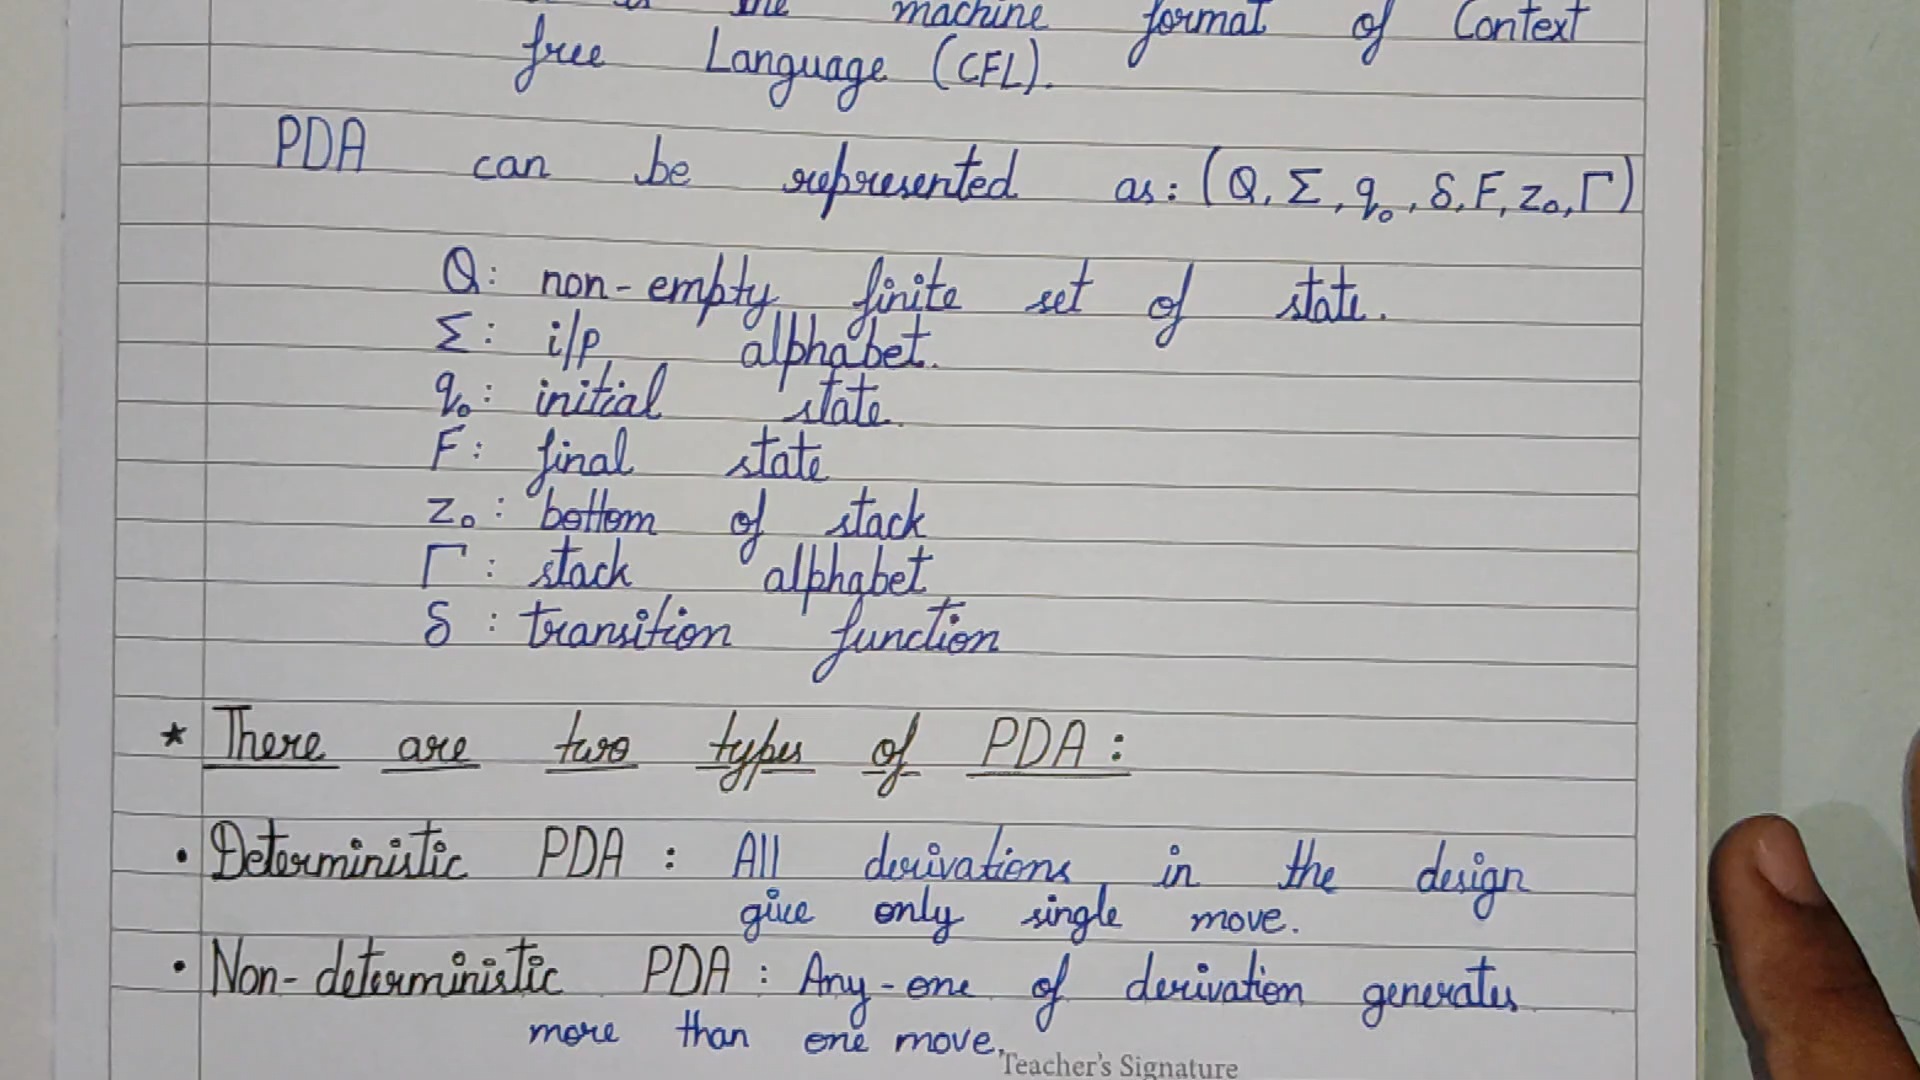 is the machine format of Context
free Language (CFL).
PDA can be represented as: (Q, Σ, q₀, δ, F, z₀, Γ)
Q: non-empty finite set of state.
Σ: i/p alphabet.
q₀: initial state.
F: final state
z₀: bottom of stack
Γ: stack alphabet
δ: transition function
★ There are two types of PDA:
• Deterministic PDA: All derivations in the design
give only single move.
• Non-deterministic PDA: Any-one of derivation generates
more than one move.
Teacher's Signature